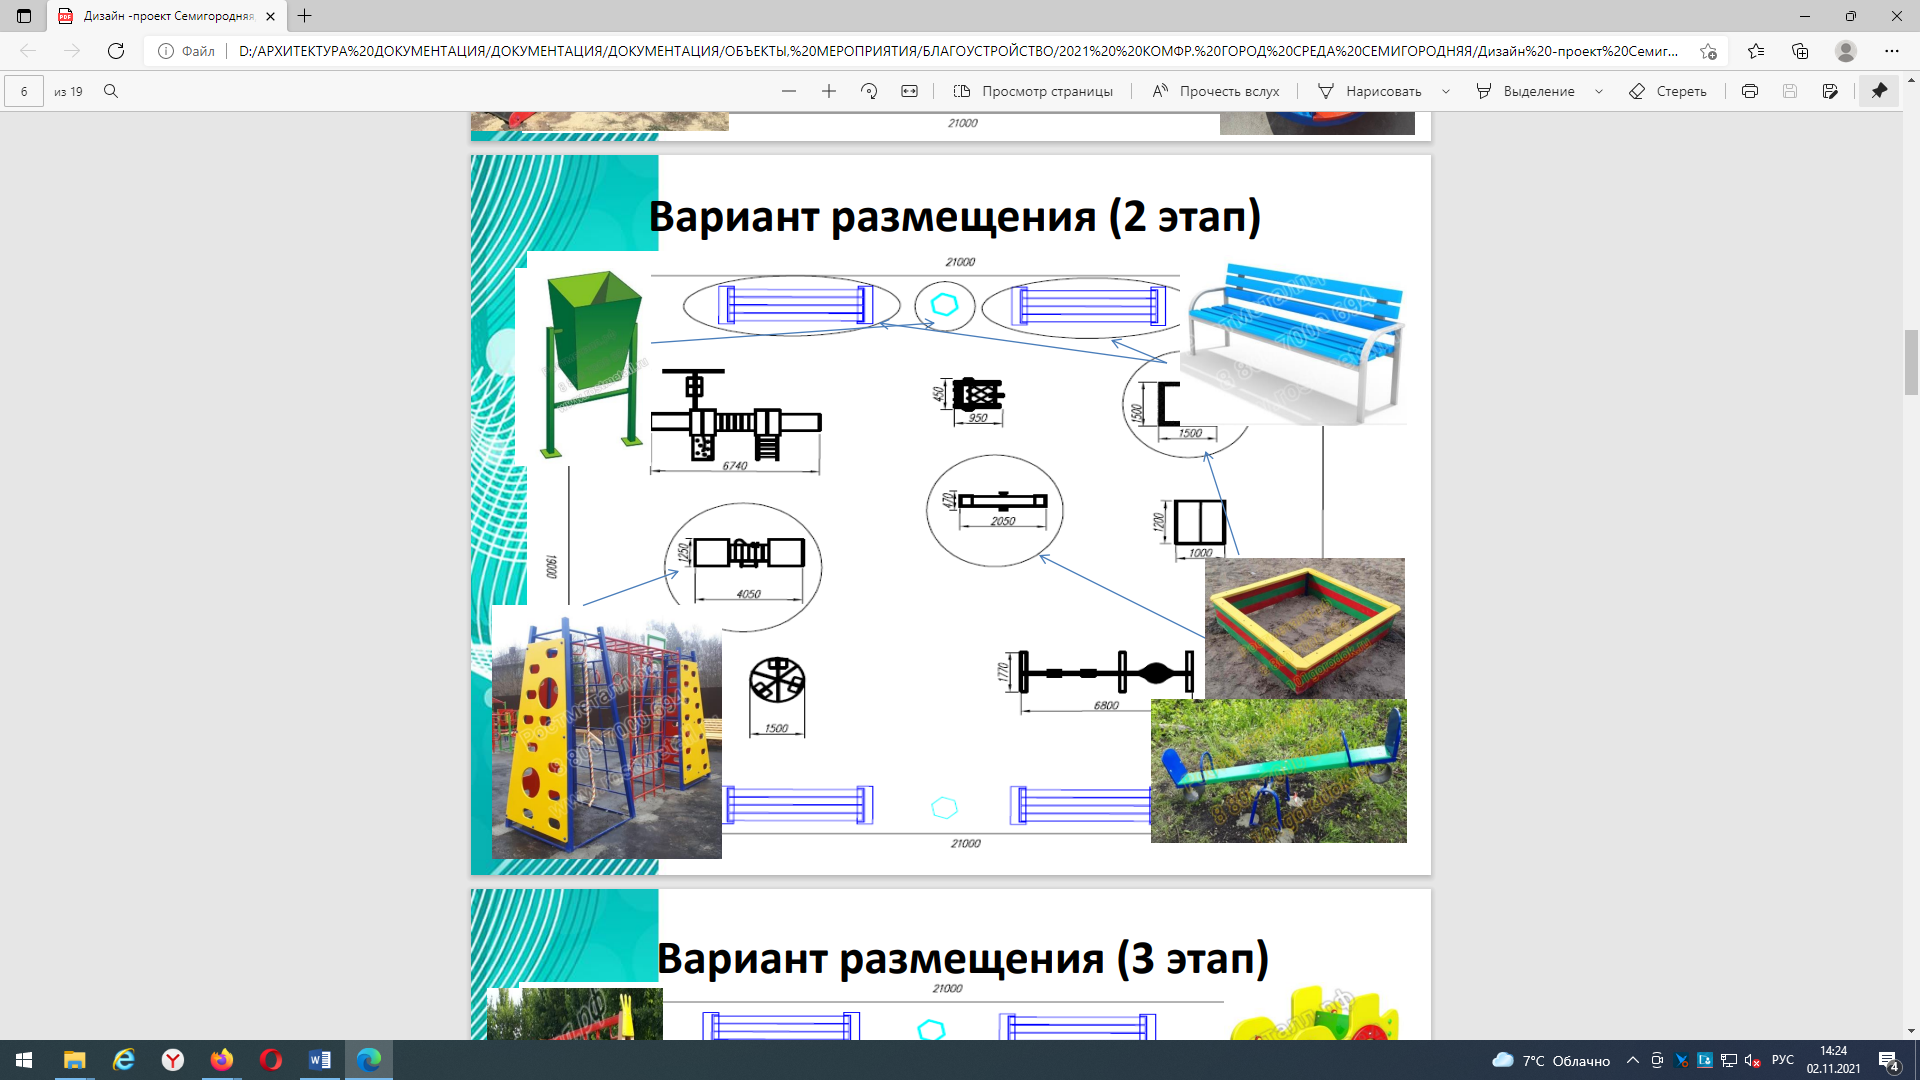 Дизайн -проект Семигородняя,
Файл
D:/АРХИТЕКТУРА%20ДОКУМЕНТАЦИЯ/ДОКУМЕНТАЦИЯ/ДОКУМЕНТАЦИЯ/ОБЪЕКТЫ,%20МЕРОПРИЯТИЯ/БЛАГОУСТРОЙСТВО/2021%20%20КОМФР.%20ГОРОД%20СРЕДА%20СЕМИГОРОДНЯЯ/Дизайн%20-проект%20Семиг...
6 из 19
Просмотр страницы
Прочесть вслух
Нарисовать
Выделение
Стереть
21000
Вариант размещения (2 этап)
21000
450
950
1500
1500
6740
470
2050
1200
1000
1250
4050
19000
1770
6800
1500
21000
Вариант размещения (3 этап)
21000
7°C Облачно
РУС
14:24
02.11.2021
4